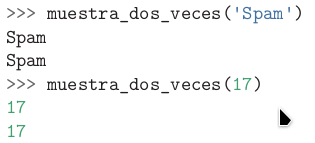 >>> muestra_dos_veces('Spam')
Spam
Spam
>>> muestra_dos_veces(17)
17
17